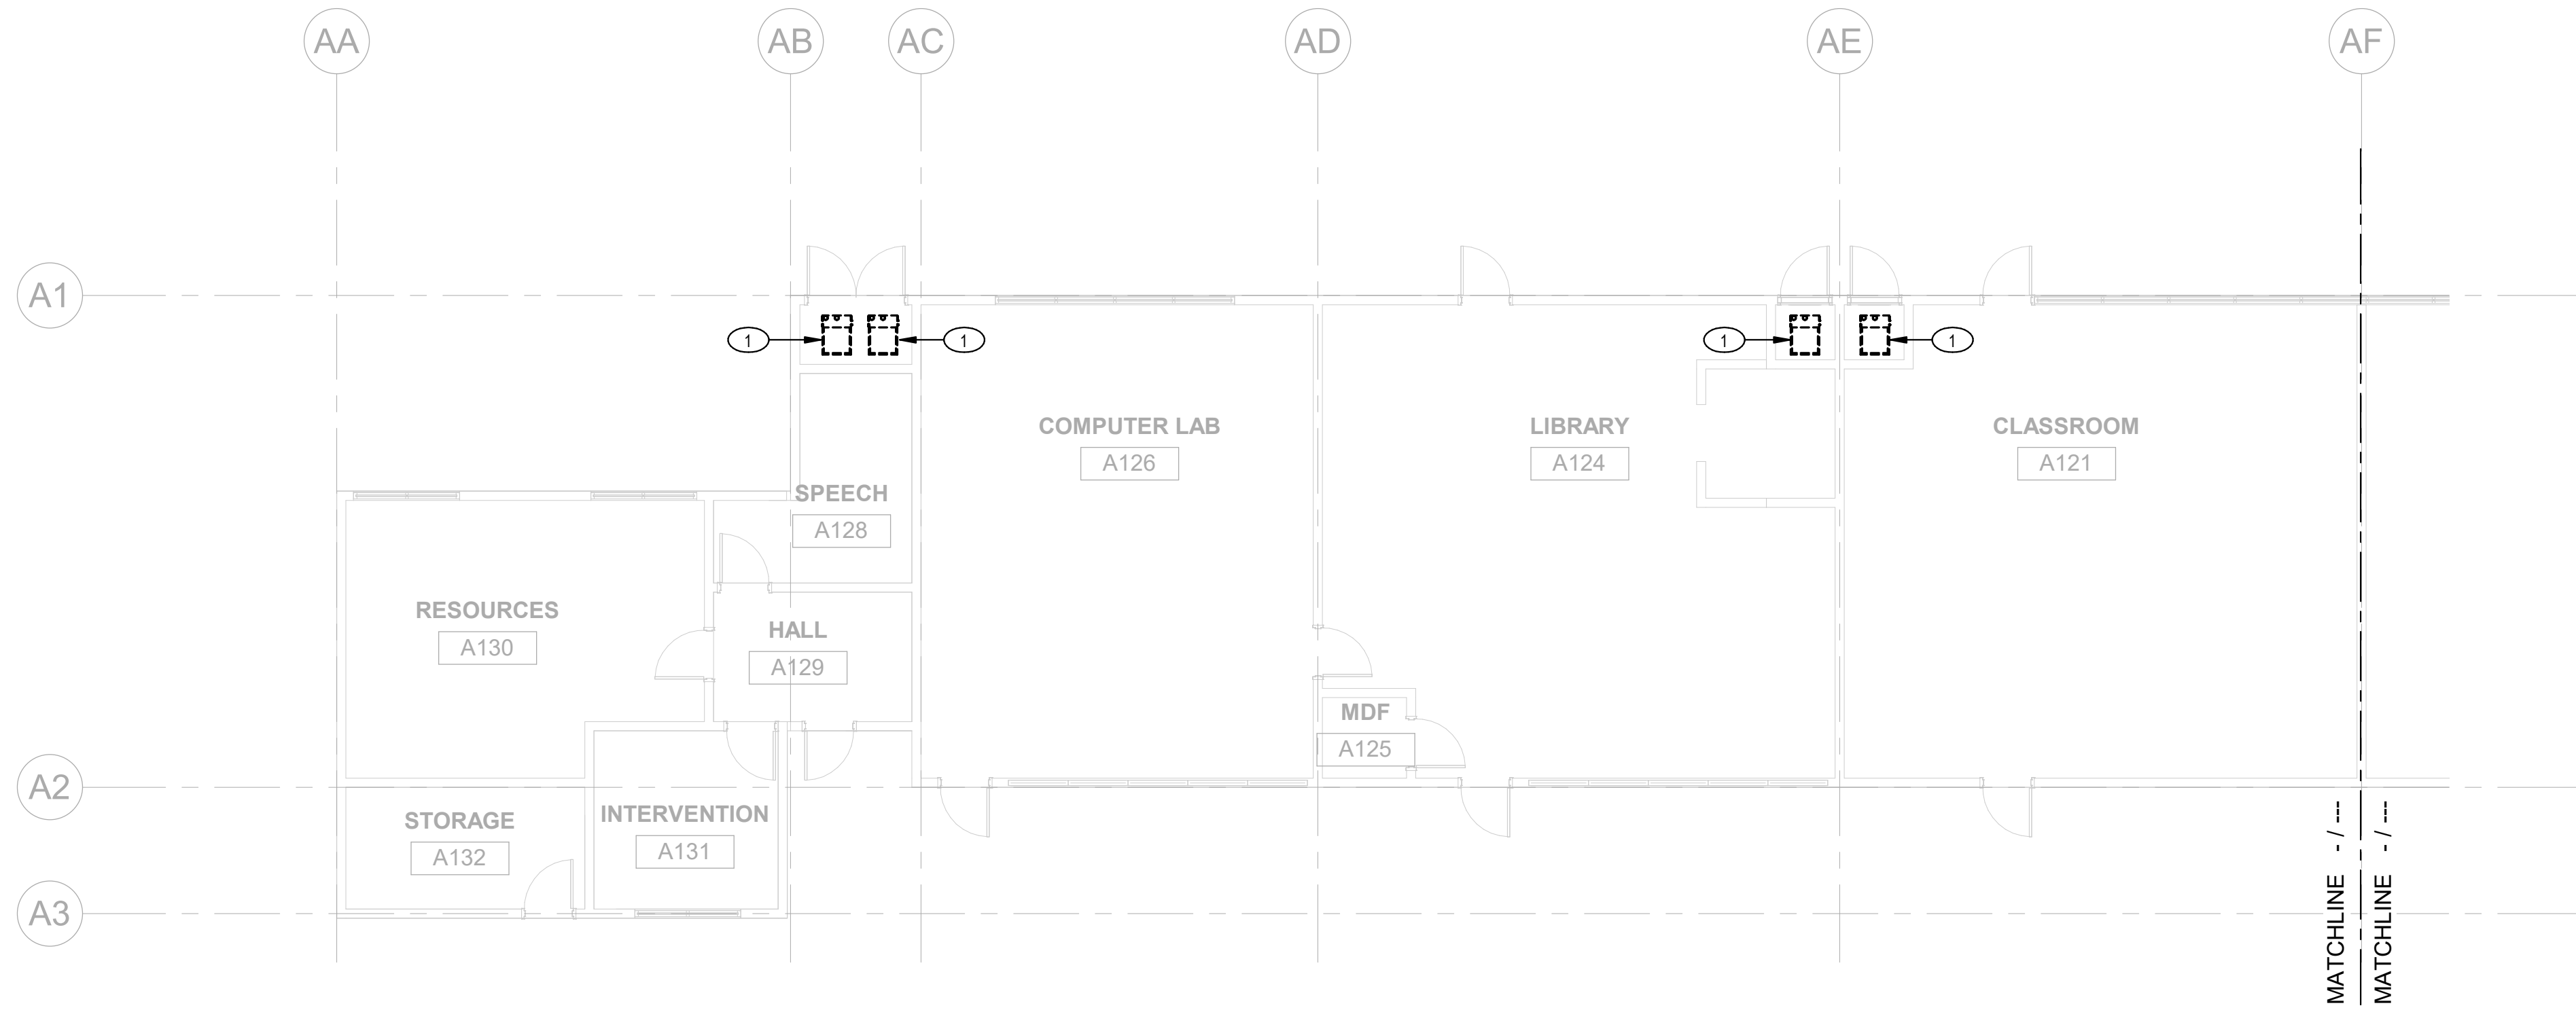 AA
AB
AC
AD
AE
AF
A1
1
1
1
1
COMPUTER LAB
A126
LIBRARY
A124
CLASSROOM
A121
SPEECH
A128
RESOURCES
A130
HALL
A129
MDF
A125
A2
STORAGE
A132
INTERVENTION
A131
A3
MATCHLINE - / ---
MATCHLINE - / ---